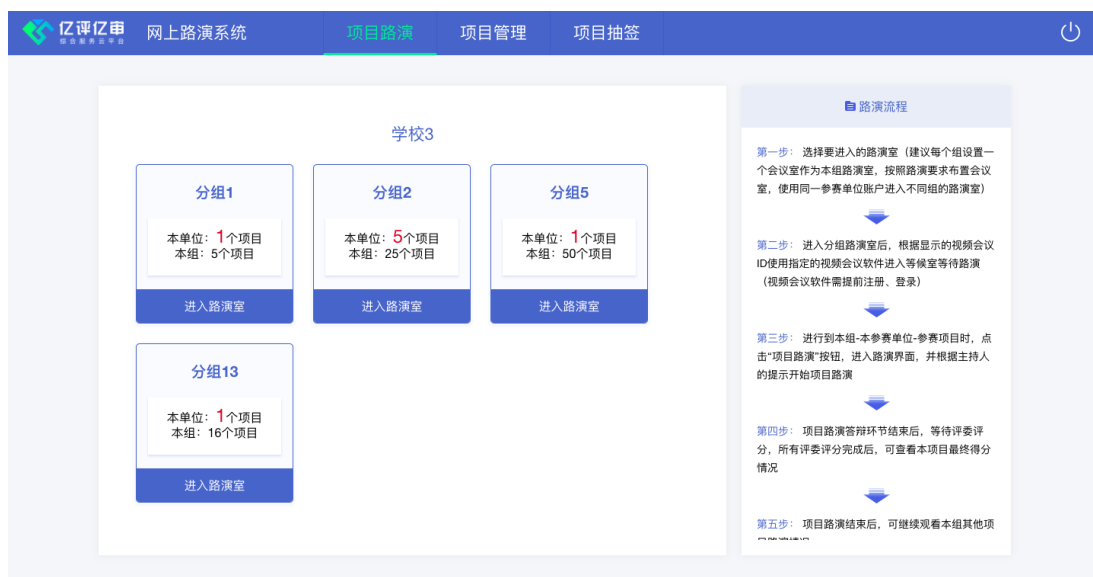 亿评亿审
综合服务云平台
网上路演系统
项目路演
项目管理
项目抽签
学校3
分组1
本单位：1个项目
本组：5个项目
进入路演室
分组2
本单位：5个项目
本组：25个项目
进入路演室
分组5
本单位：1个项目
本组：50个项目
进入路演室
分组13
本单位：1个项目
本组：16个项目
进入路演室
路演流程
第一步： 选择要进入的路演室（建议每个组设置一
个会议室作为本组路演室，按照路演要求布置会议
室，使用同一参赛单位账户进入不同组的路演室）
第二步： 进入分组路演室后，根据显示的视频会议
ID使用指定的视频会议软件进入等候室等待路演
（视频会议软件需提前注册、登录）
第三步： 进行到本组-本参赛单位-参赛项目时，点
击“项目路演”按钮，进入路演界面，并根据主持人
的提示开始项目路演
第四步： 项目路演答辩环节结束后，等待评委评
分，所有评委评分完成后，可查看本项目最终得分
情况
第五步： 项目路演结束后，可继续观看本组其他项